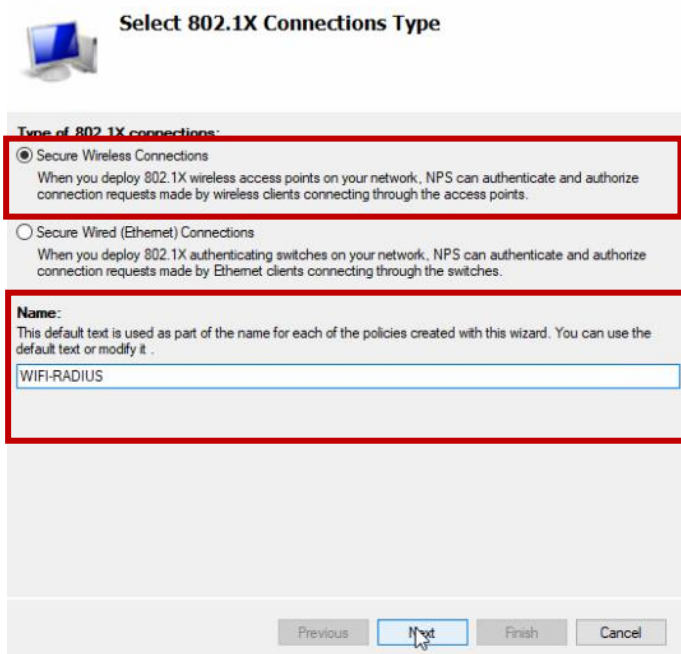 Select 802.1X Connections Type
Type of 802.1X connections:
Secure Wireless Connections
When you deploy 802.1X wireless access points on your network, NPS can authenticate and authorize
connection requests made by wireless clients connecting through the access points.
Secure Wired (Ethernet) Connections
When you deploy 802.1X authenticating switches on your network, NPS can authenticate and authorize
connection requests made by Ethernet clients connecting through the switches.
Name:
This default text is used as part of the name for each of the policies created with this wizard. You can use the
default text or modify it .
WIFI-RADIUS
Previous Next Finish Cancel